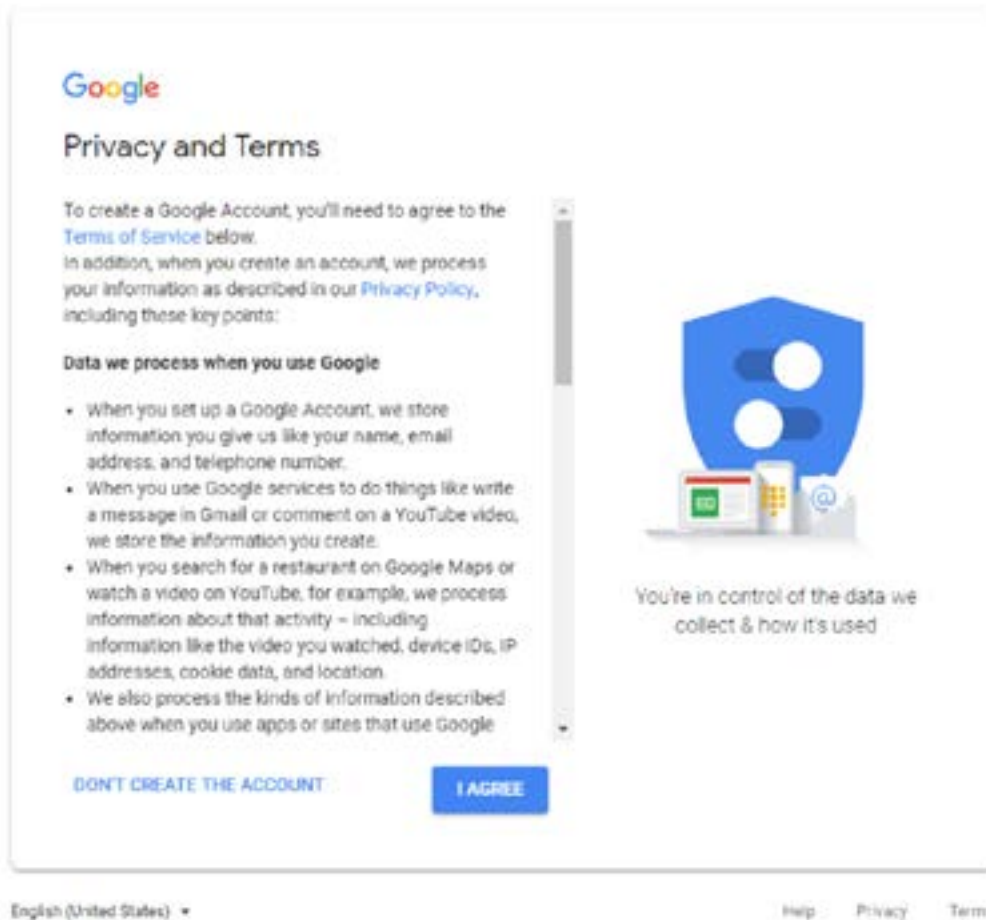 Google
Privacy and Terms
To create a Google Account, you'll need to agree to the
Terms of Service below.
In addition, when you create an account, we process
your information as described in our Privacy Policy,
including these key points:
Data we process when you use Google
• When you set up a Google Account, we store
information you give us like your name, email
address, and telephone number.
• When you use Google services to do things like write
a message in Gmail or comment on a YouTube video,
we store the information you create.
• When you search for a restaurant on Google Maps or
watch a video on YouTube, for example, we process
information about that activity – including
information like the video you watched, device IDs, IP
addresses, cookie data, and location.
• We also process the kinds of information described
above when you use apps or sites that use Google
DON'T CREATE THE ACCOUNT
I AGREE
@
You're in control of the data we
collect & how it's used
English (United States)
Help Privacy Term